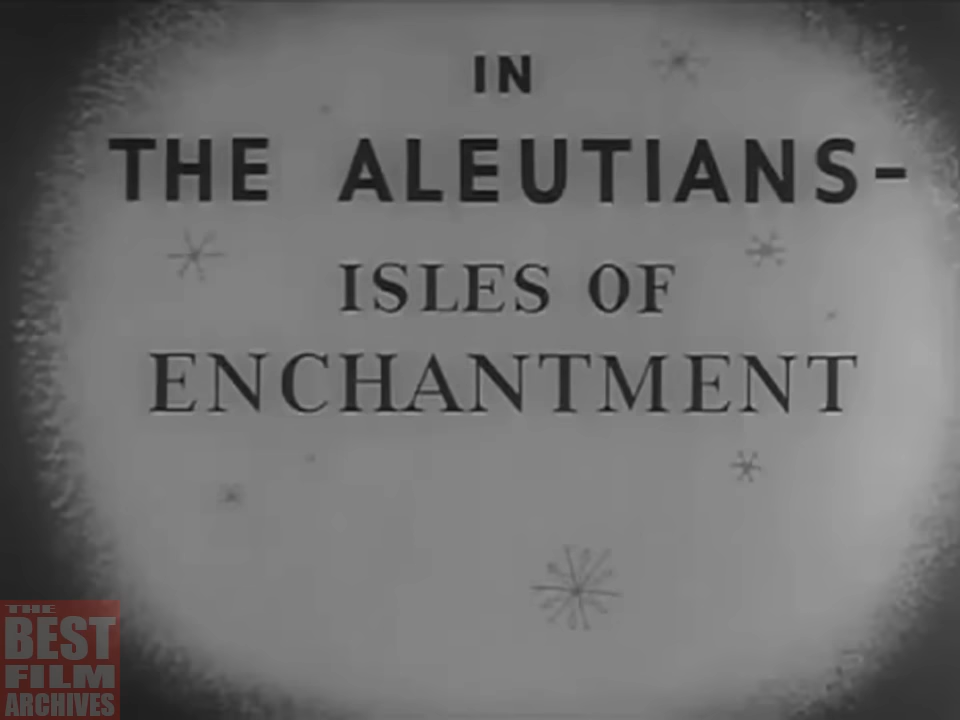 IN
THE ALEUTIANS-
ISLES OF
ENCHANTMENT
THE
BEST
FILM
ARCHIVES